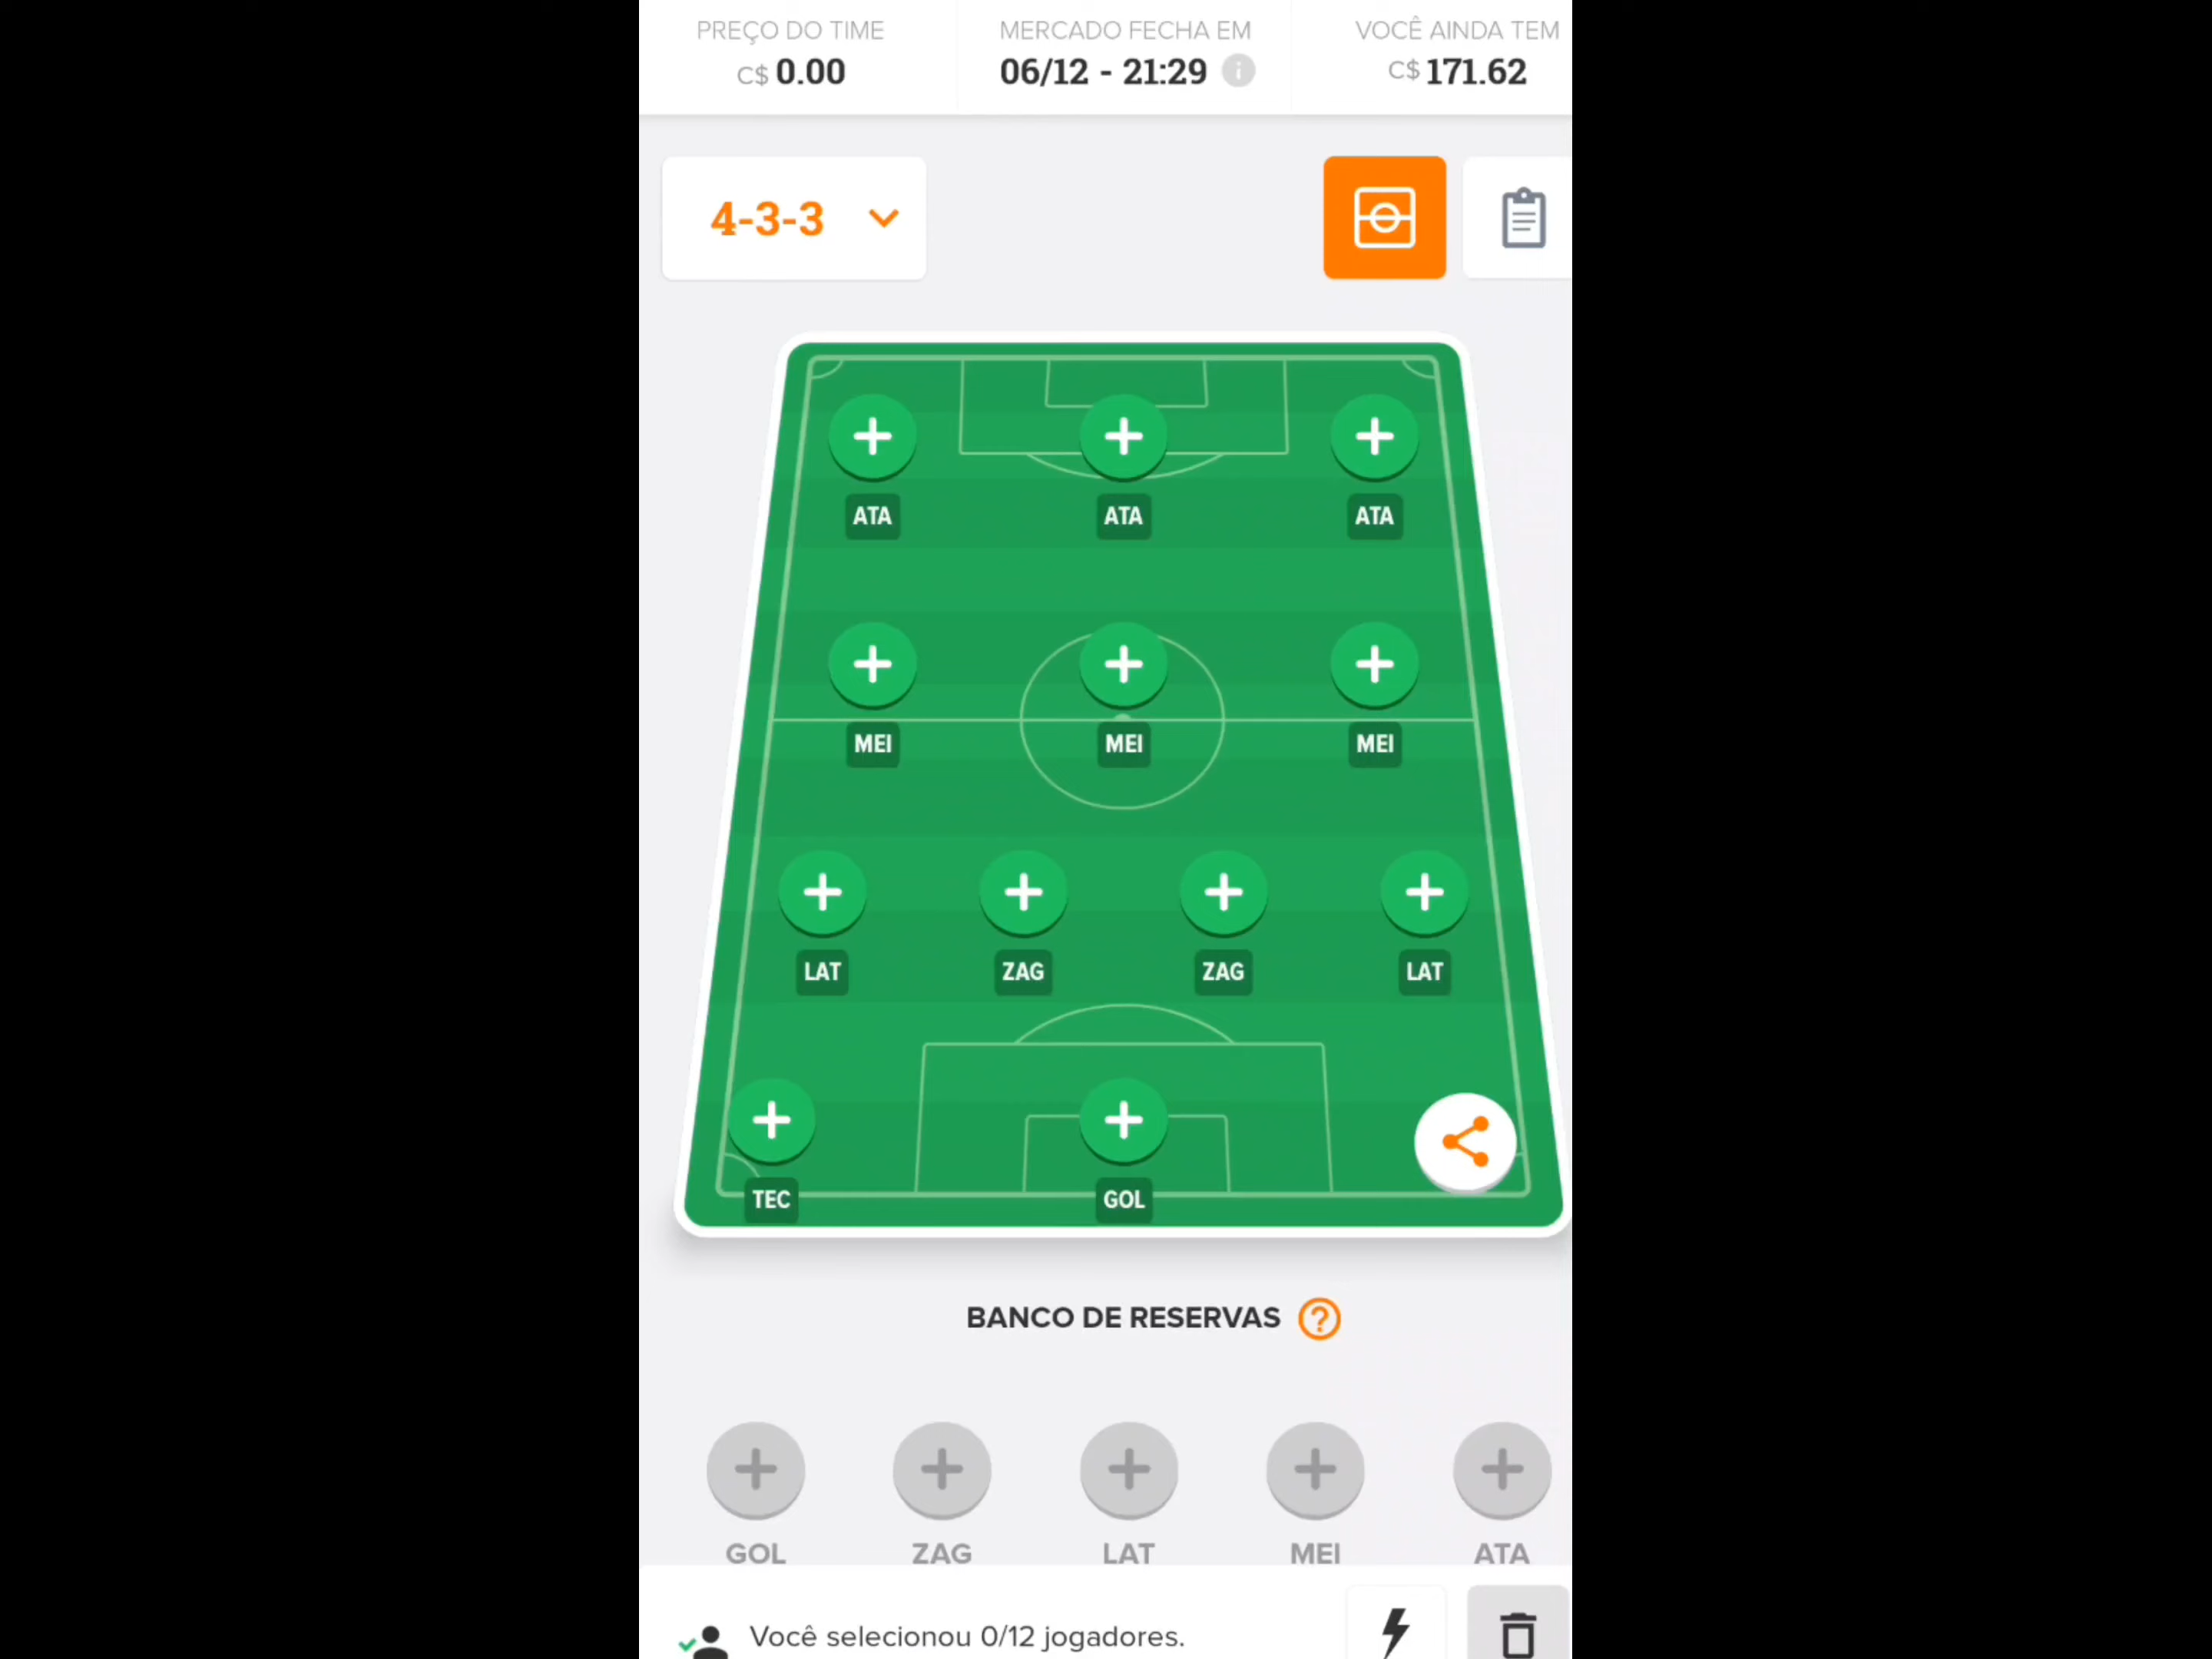 PREÇO DO TIME MERCADO FECHA EM VOCÊ AINDA TEM
C$ 0.00 06/12 - 21:29 C$ 171.62
4-3-3
ATA ATA ATA
MEI MEI MEI
LAT ZAG ZAG LAT
TEC GOL
BANCO DE RESERVAS
GOL ZAG LAT MEI ATA
Você selecionou 0/12 jogadores.